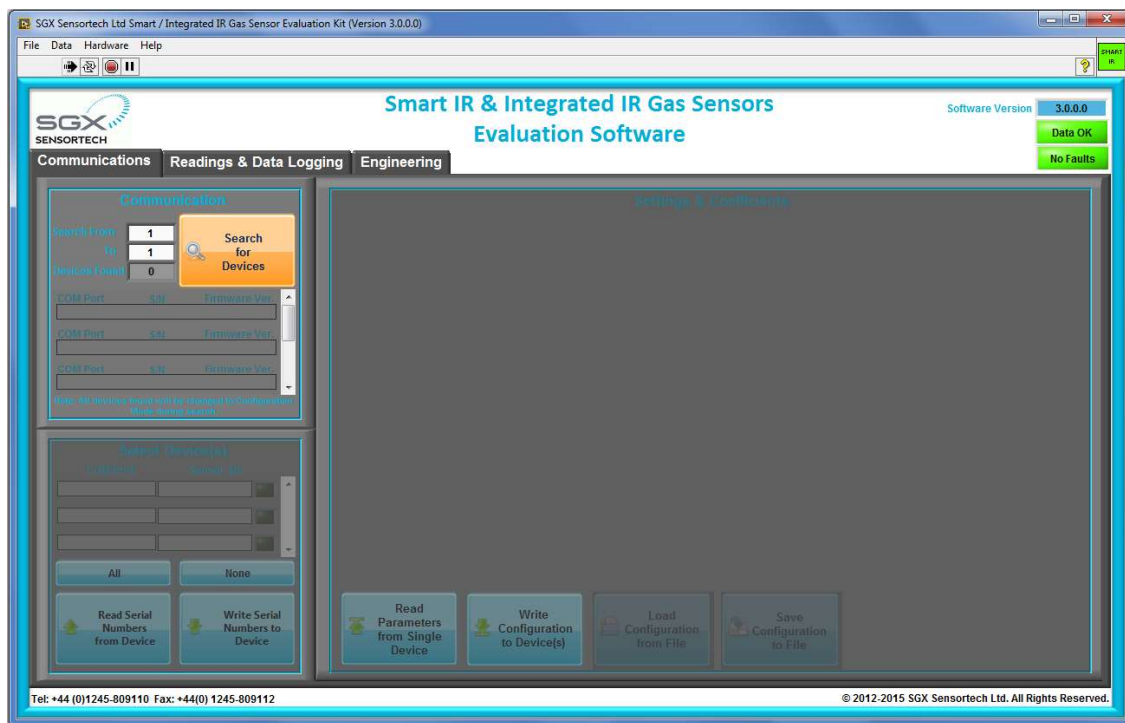 SGX Sensortech Ltd Smart / Integrated IR Gas Sensor Evaluation Kit (Version 3.0.0.0)
File Data Hardware Help
SMART
IR
SGX
SENSORTECH
Smart IR & Integrated IR Gas Sensors
Evaluation Software
Software Version 3.0.0.0
Data OK
No Faults
Communications Readings & Data Logging Engineering
Communication
Search From 1
To 1
Devices Found 0
Search
for
Devices
COM Port S/N Firmware Ver.
COM Port S/N Firmware Ver.
COM Port S/N Firmware Ver.
Note: All devices found will be changed to Configuration
Mode during search
Select Device(s)
All
None
Read Serial
Numbers
from Device
Write Serial
Numbers to
Device
Settings & Coefficients
Read
Parameters
from Single
Device
Write
Configuration
to Device(s)
Load
Configuration
from File
Save
Configuration
to File
Tel: +44 (0)1245-809110 Fax: +44(0) 1245-809112
© 2012-2015 SGX Sensortech Ltd. All Rights Reserved.